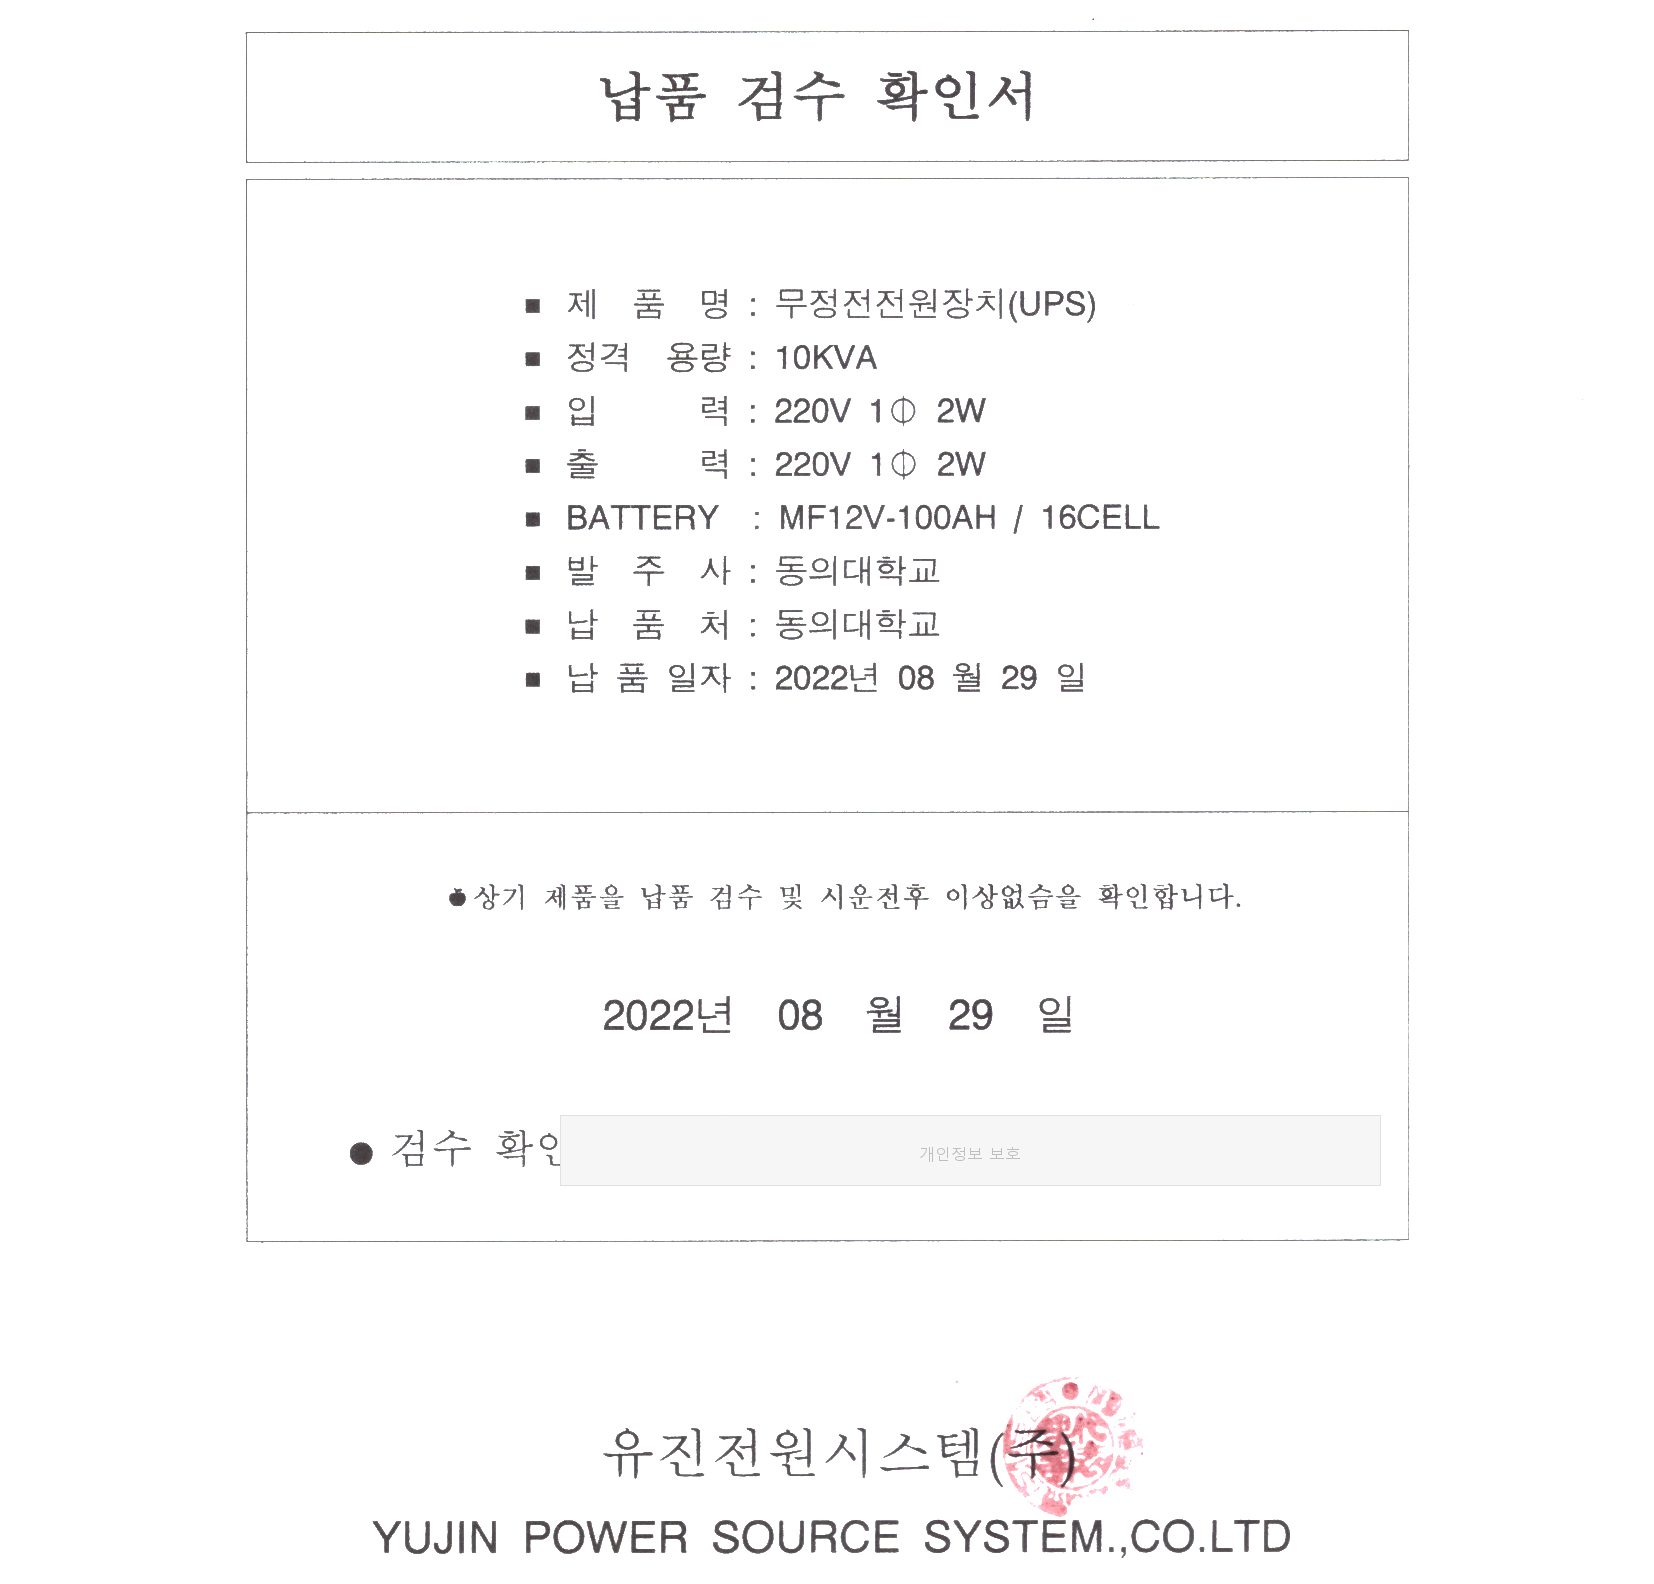 납품 검수 확인서
■ 제 품 명 : 무정전전원장치(UPS)
■ 정격 용량 : 10KVA
■ 입 력 : 220V 1⏀ 2W
■ 출 력 : 220V 1⏀ 2W
■ BATTERY : MF12V-100AH / 16CELL
■ 발 주 사 : 동의대학교
■ 납 품 처 : 동의대학교
■ 납 품 일자 : 2022년 08 월 29 일
●상기 제품을 납품 검수 및 시운전후 이상없슴을 확인합니다.
2022년 08 월 29 일
● 검수 확인
개인정보 보호
유진전원시스템(주)
YUJIN POWER SOURCE SYSTEM.,CO.LTD